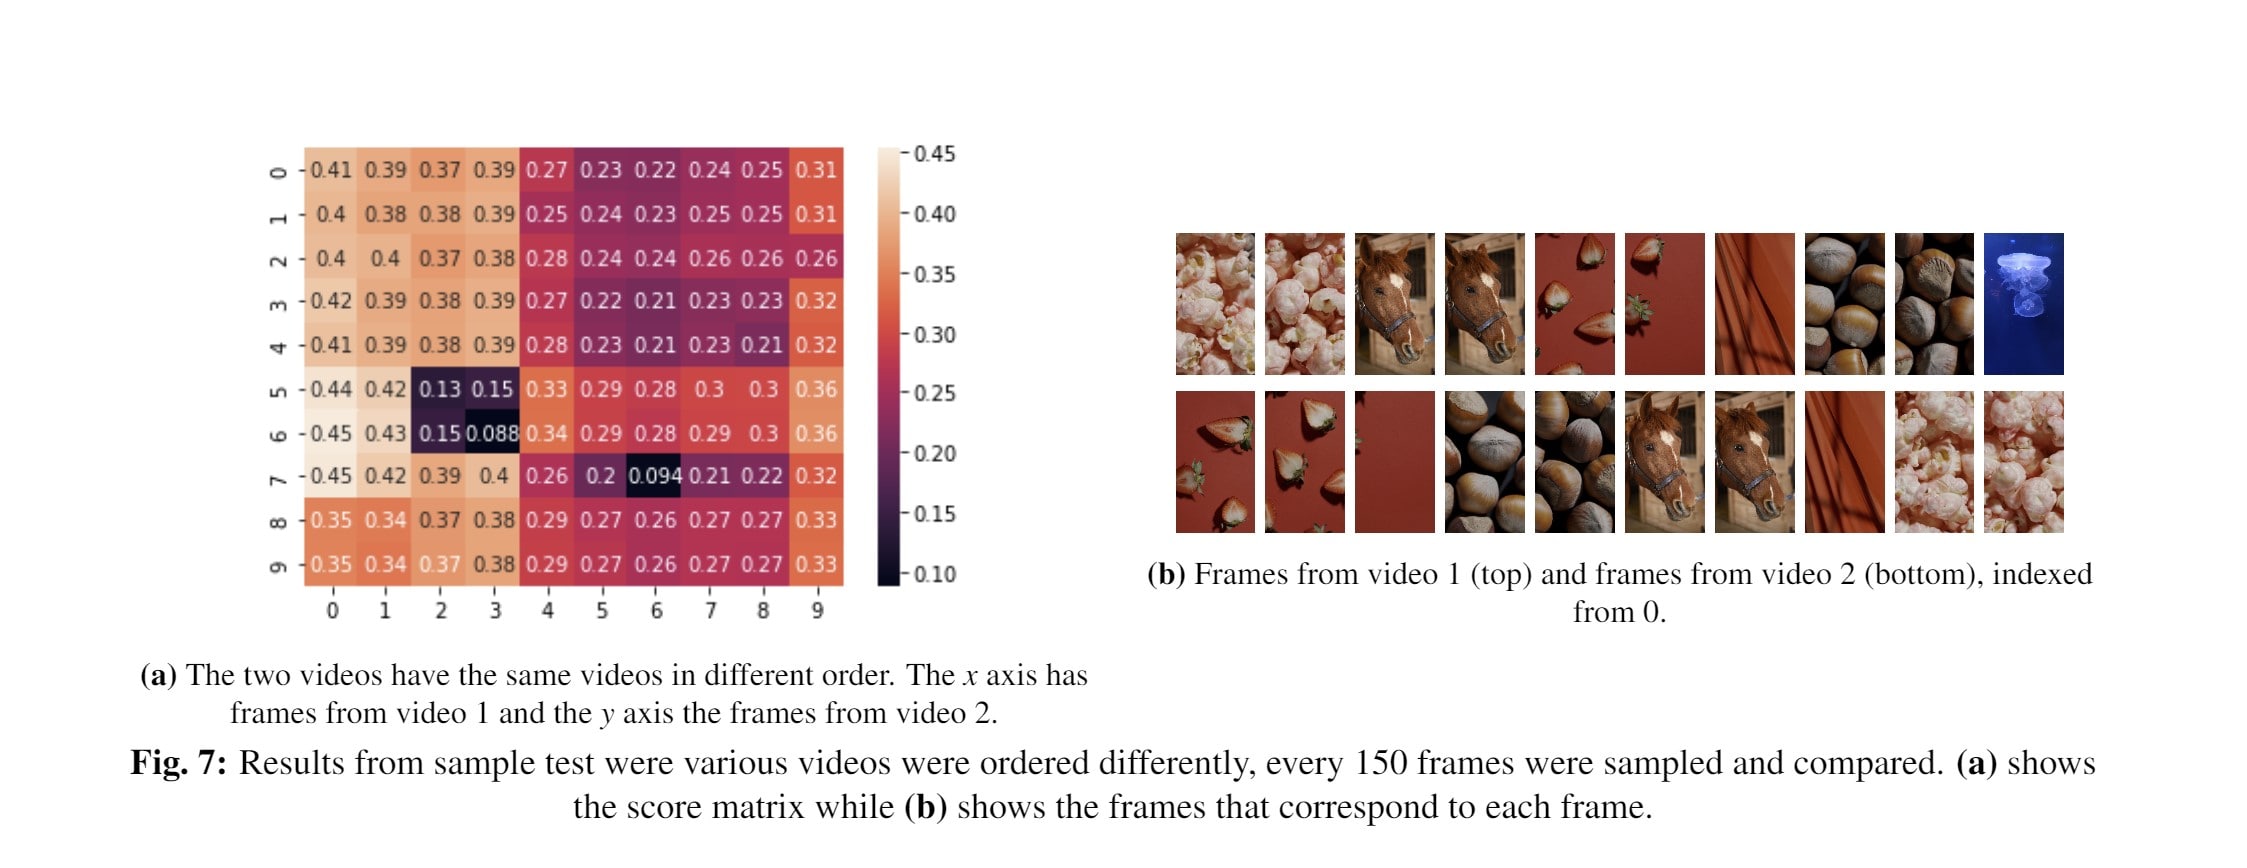 0 0.41 0.39 0.37 0.39 0.27 0.23 0.22 0.24 0.25 0.31
1 0.4 0.38 0.38 0.39 0.25 0.24 0.23 0.25 0.25 0.31
2 0.4 0.4 0.37 0.38 0.28 0.24 0.24 0.26 0.26 0.26
3 0.42 0.39 0.38 0.39 0.27 0.22 0.21 0.23 0.23 0.32
4 0.41 0.39 0.38 0.39 0.28 0.23 0.21 0.23 0.21 0.32
5 0.44 0.42 0.13 0.15 0.33 0.29 0.28 0.3 0.3 0.36
6 0.45 0.43 0.15 0.088 0.34 0.29 0.28 0.29 0.3 0.36
7 0.45 0.42 0.39 0.4 0.26 0.2 0.094 0.21 0.22 0.32
8 0.35 0.34 0.37 0.38 0.29 0.27 0.26 0.27 0.27 0.33
9 0.35 0.34 0.37 0.38 0.29 0.27 0.26 0.27 0.27 0.33
0 1 2 3 4 5 6 7 8 9
0.45
0.40
0.35
0.30
0.25
0.20
0.15
0.10
(a) The two videos have the same videos in different order. The x axis has
frames from video 1 and the y axis the frames from video 2.
(b) Frames from video 1 (top) and frames from video 2 (bottom), indexed
from 0.
Fig. 7: Results from sample test were various videos were ordered differently, every 150 frames were sampled and compared. (a) shows
the score matrix while (b) shows the frames that correspond to each frame.